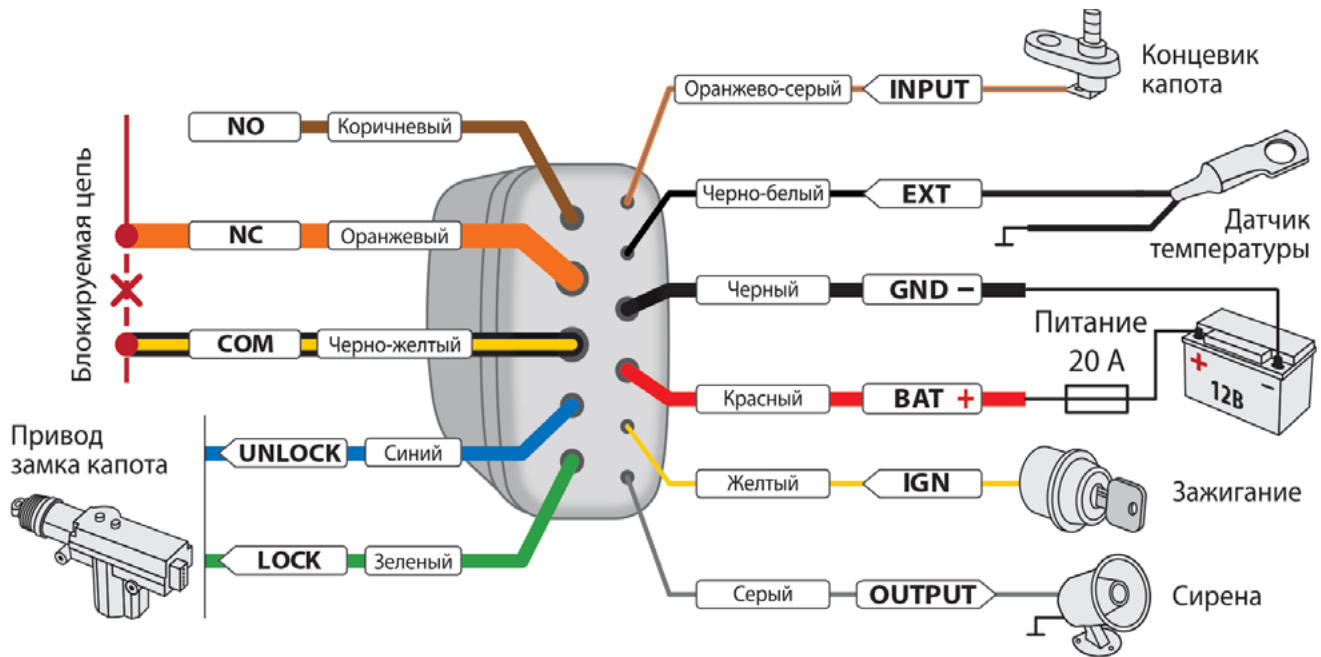 Концевик
капота
Оранжево-серый INPUT
NO Коричневый
Черно-белый EXT
Датчик
температуры
Блокируемая цепь
NC Оранжевый
Черный GND −
Питание
20 А
COM Черно-желтый
+ −
12В
Красный BAT +
Привод
замка капота
UNLOCK Синий
Желтый IGN
Зажигание
LOCK Зеленый
Серый OUTPUT
Сирена